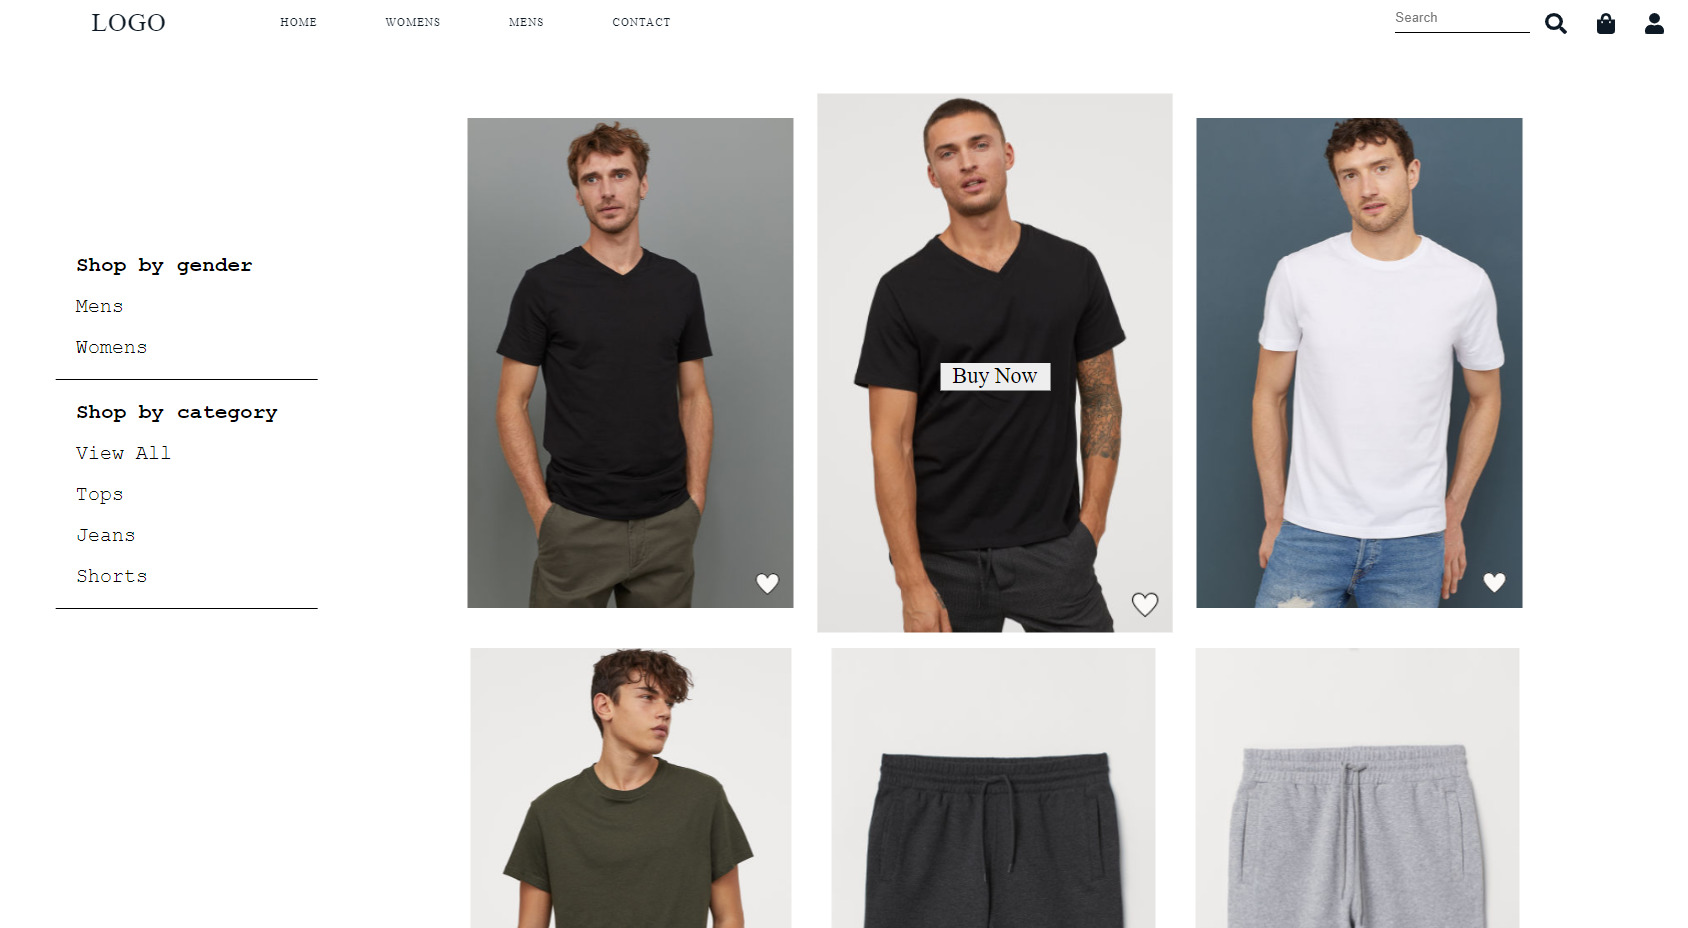 LOGO
HOME
WOMENS
MENS
CONTACT
Search
Shop by gender
Mens
Womens
Shop by category
View All
Tops
Jeans
Shorts
Buy Now